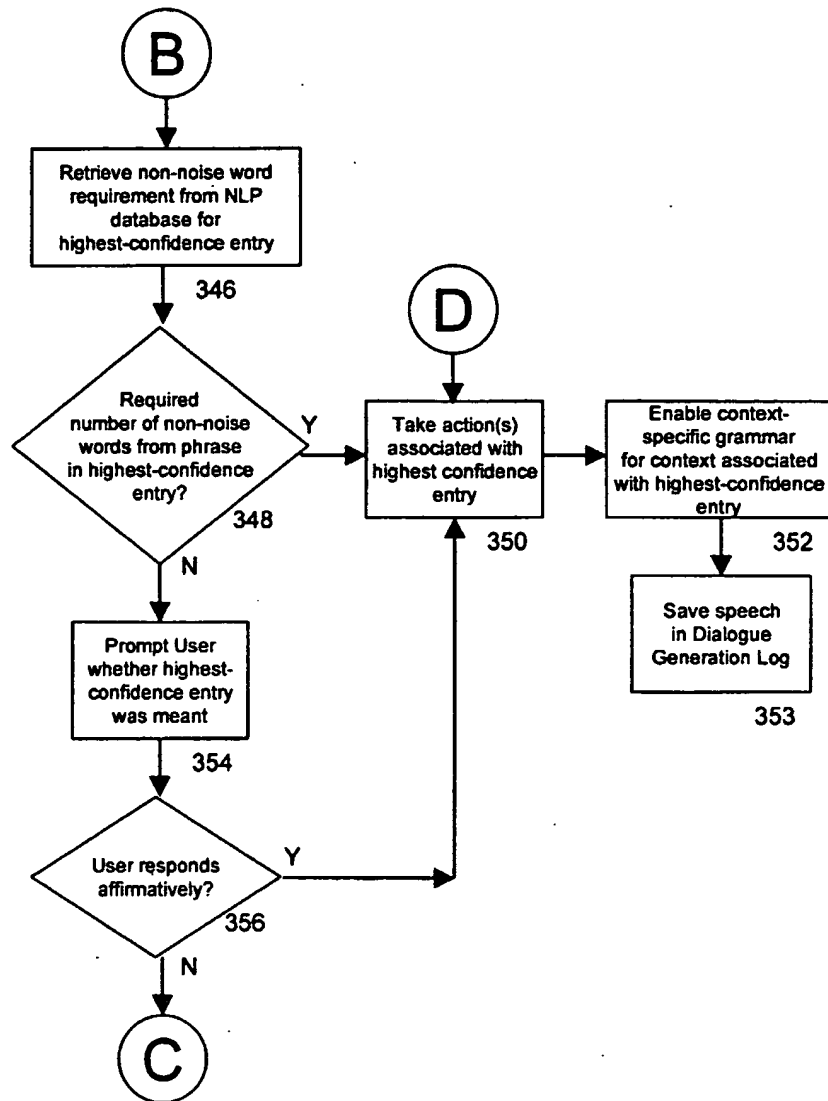 B
Retrieve non-noise word
requirement from NLP
database for
highest-confidence entry
346
D
Required
number of non-noise
words from phrase
in highest-confidence
entry?
Y
348
N
Take action(s)
associated with
highest confidence
entry
350
Enable context-
specific grammar
for context associated
with highest-confidence
entry
352
Save speech
in Dialogue
Generation Log
353
Prompt User
whether highest-
confidence entry
was meant
354
User responds
affirmatively?
Y
356
N
C